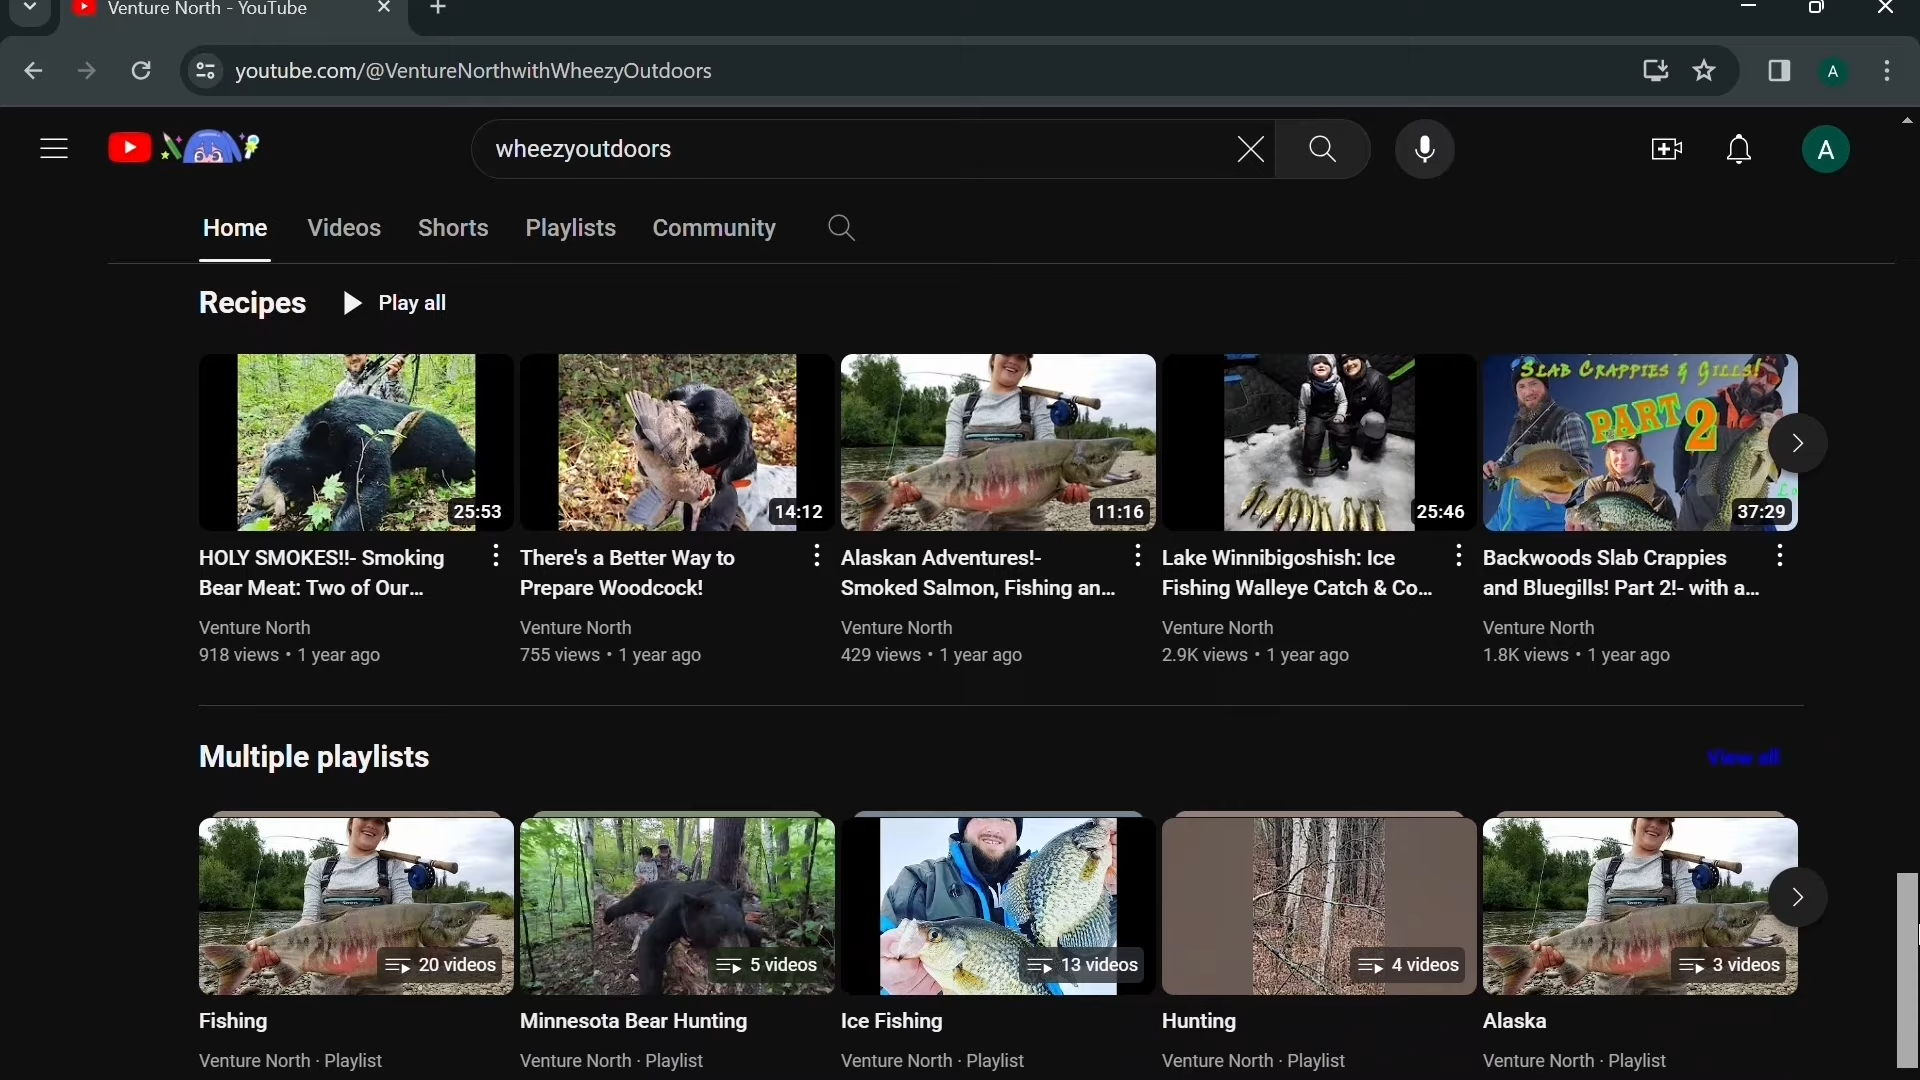 Venture North - YouTube
youtube.com/@VentureNorthwithWheezyOutdoors
A
wheezyoutdoors
A
Home Videos Shorts Playlists Community
Recipes Play all
SLAB CRAPPIES & GILLS!
PART 2
25:53
14:12
11:16
25:46
37:29
HOLY SMOKES!!- Smoking
Bear Meat: Two of Our...
Venture North
918 views • 1 year ago
There's a Better Way to
Prepare Woodcock!
Venture North
755 views • 1 year ago
Alaskan Adventures!-
Smoked Salmon, Fishing an...
Venture North
429 views • 1 year ago
Lake Winnibigoshish: Ice
Fishing Walleye Catch & Co...
Venture North
2.9K views • 1 year ago
Backwoods Slab Crappies
and Bluegills! Part 2!- with a...
Venture North
1.8K views • 1 year ago
Multiple playlists
View all
20 videos
5 videos
13 videos
4 videos
3 videos
Fishing
Venture North · Playlist
Minnesota Bear Hunting
Venture North · Playlist
Ice Fishing
Venture North · Playlist
Hunting
Venture North · Playlist
Alaska
Venture North · Playlist